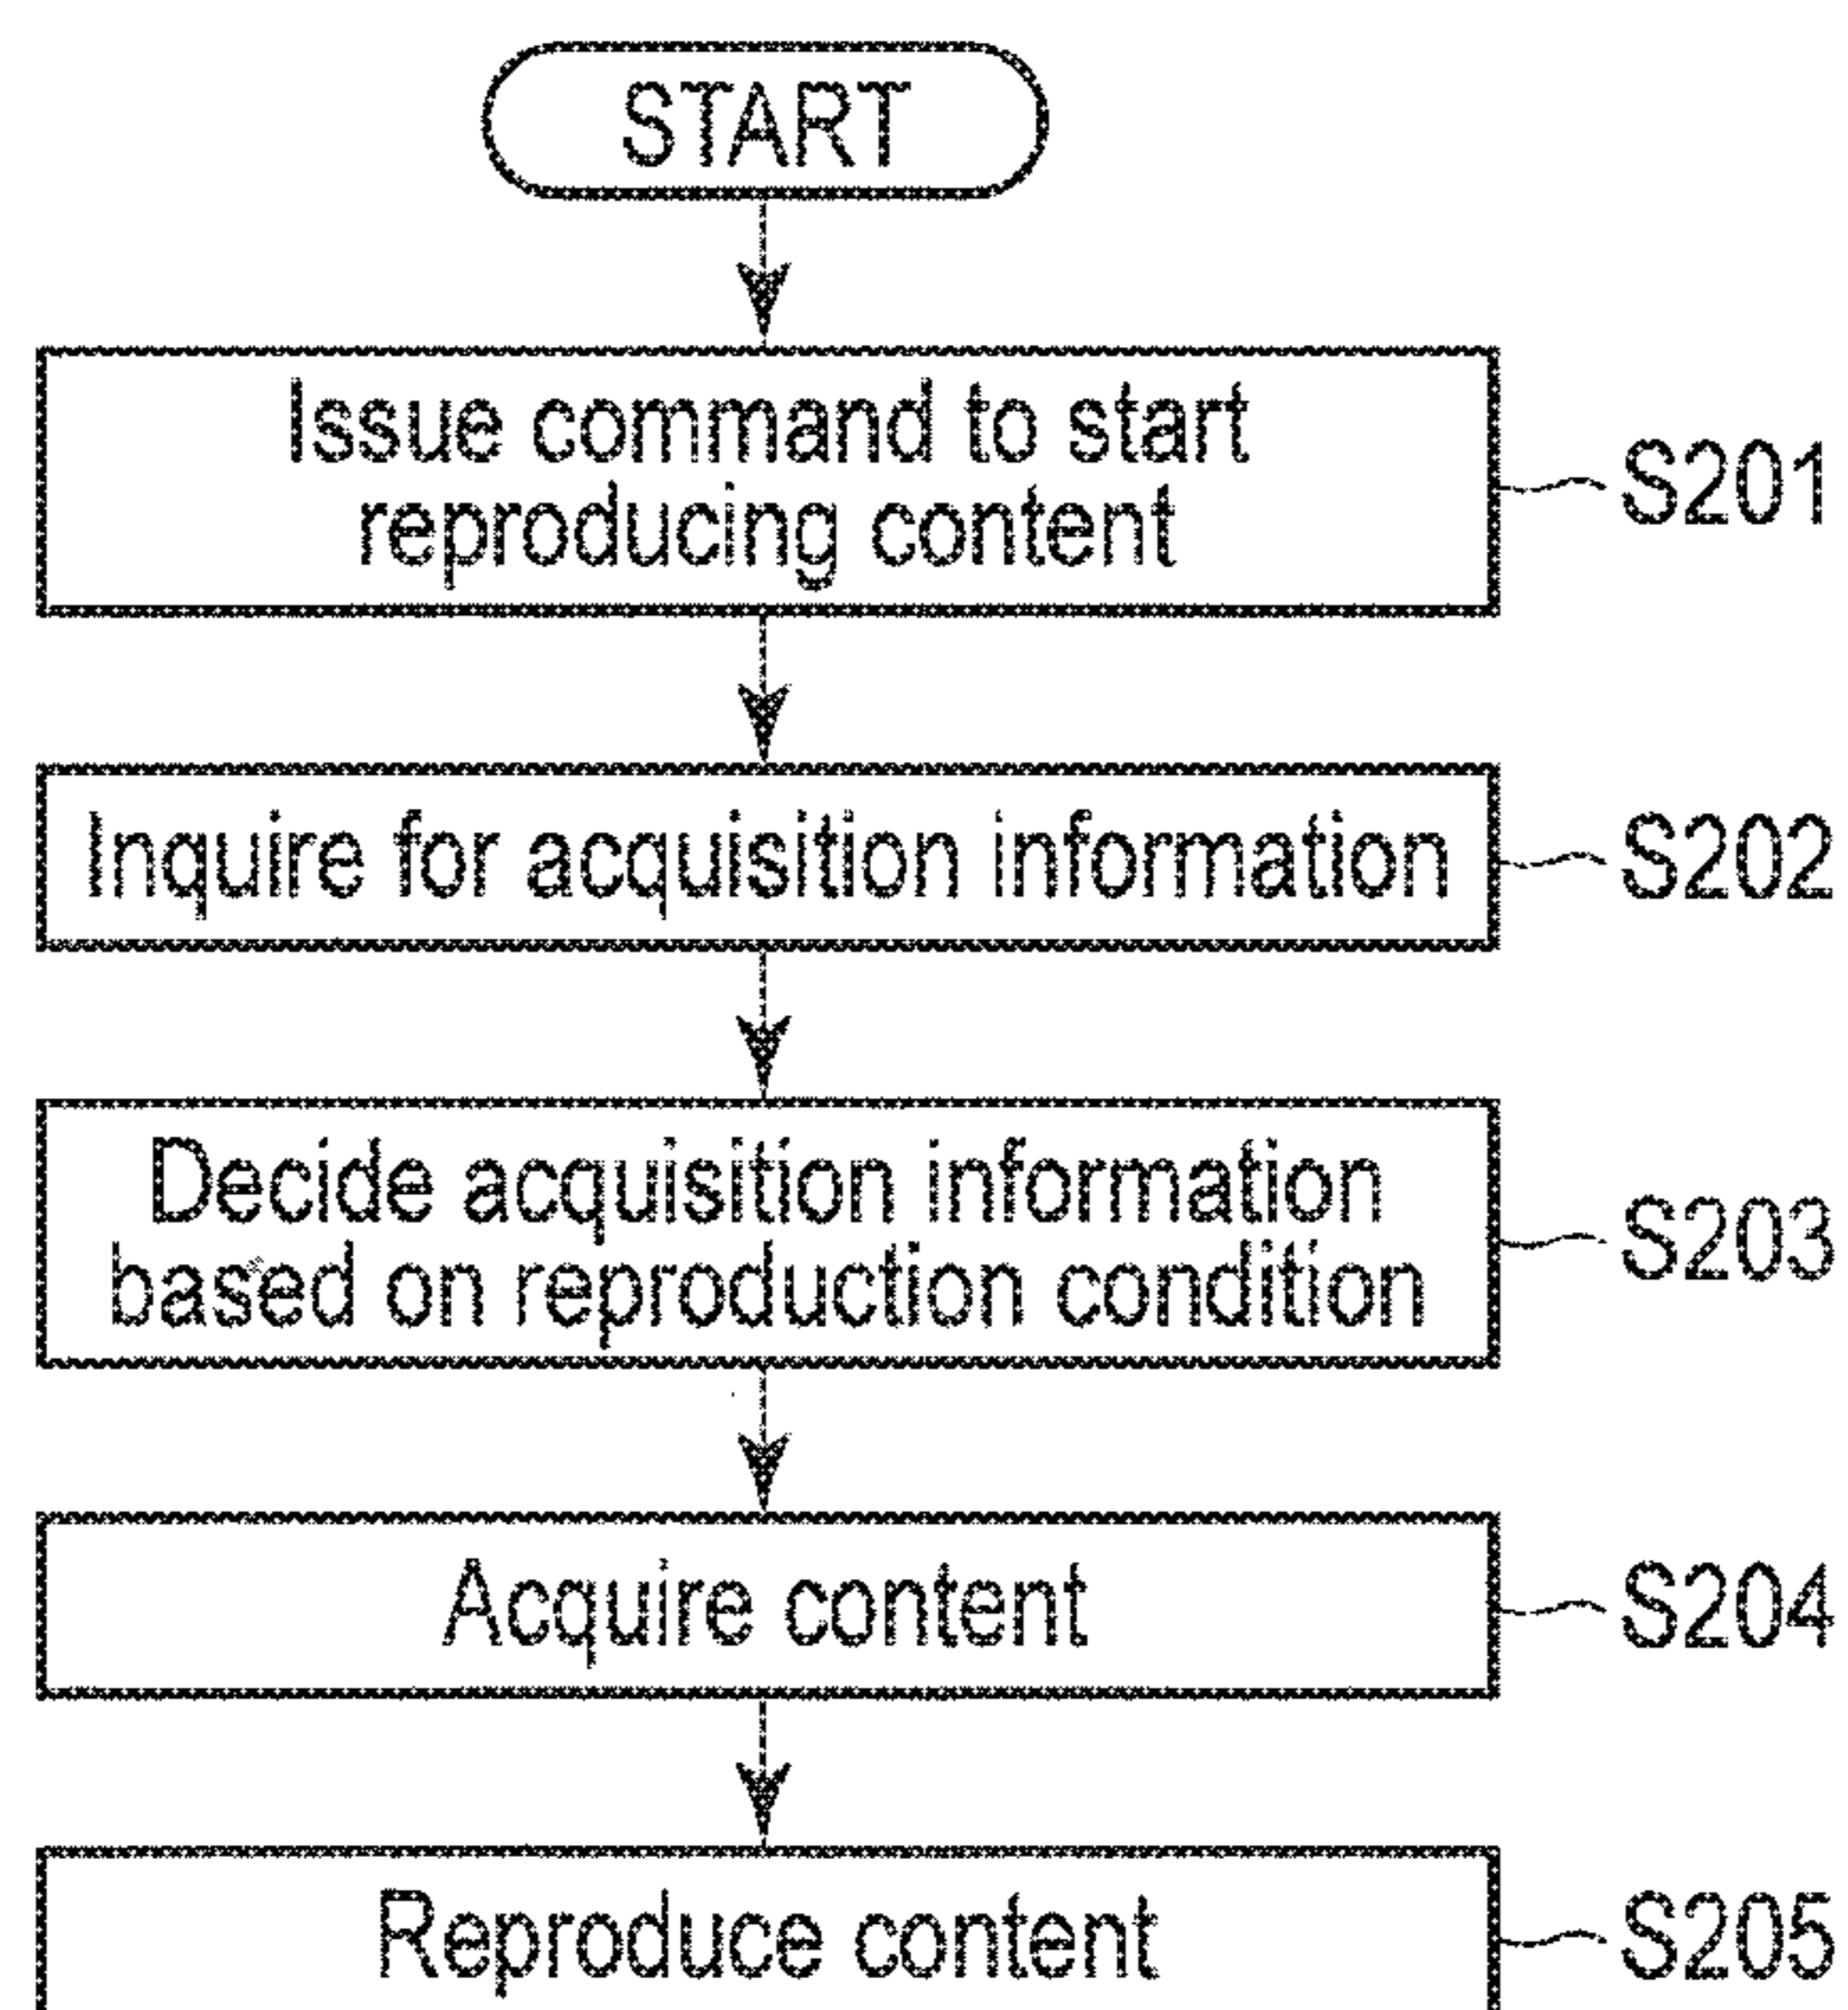 START
Issue command to start
reproducing content
S201
Inquire for acquisition information
S202
Decide acquisition information
based on reproduction condition
S203
Acquire content
S204
Reproduce content
S205